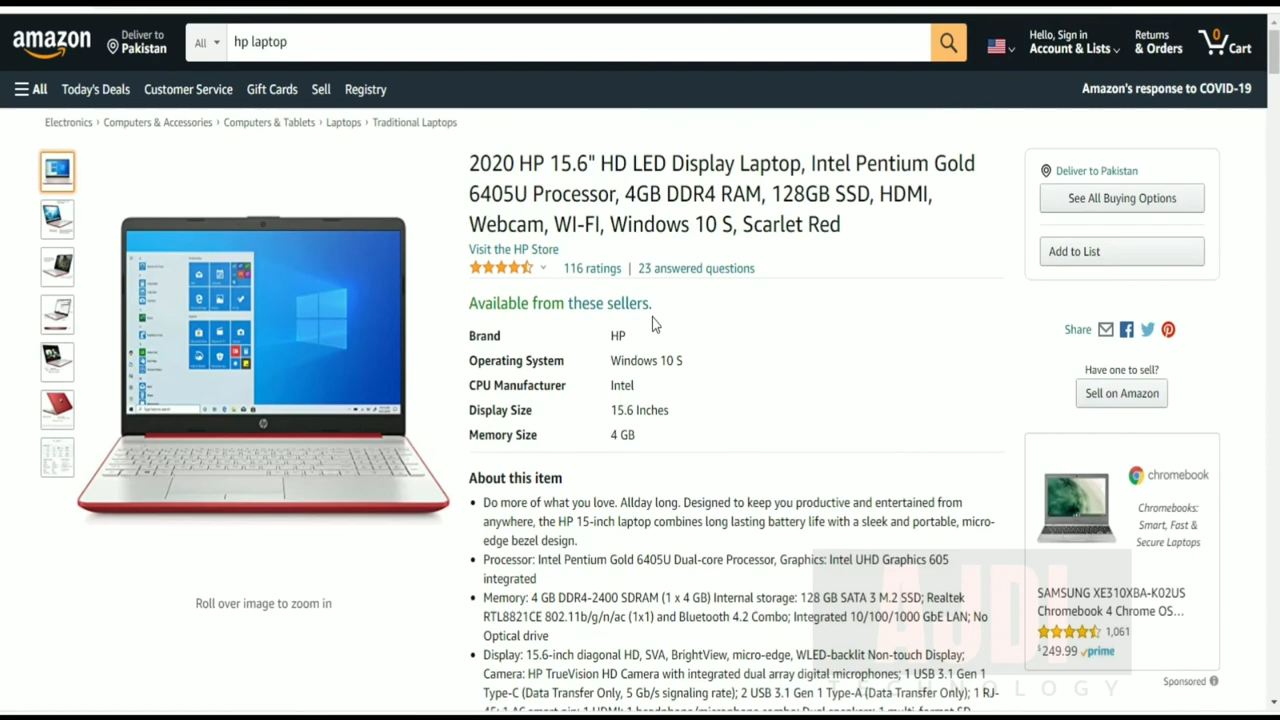 amazon
Deliver to
Pakistan
All
hp laptop
Hello, Sign in
Account & Lists
Returns
& Orders
0
Cart
All
Today's Deals
Customer Service
Gift Cards
Sell
Registry
Amazon's response to COVID-19
Electronics › Computers & Accessories › Computers & Tablets › Laptops › Traditional Laptops
2020 HP 15.6" HD LED Display Laptop, Intel Pentium Gold
6405U Processor, 4GB DDR4 RAM, 128GB SSD, HDMI,
Webcam, WI-FI, Windows 10 S, Scarlet Red
Visit the HP Store
116 ratings | 23 answered questions
Available from these sellers.
Brand HP
Operating System Windows 10 S
CPU Manufacturer Intel
Display Size 15.6 Inches
Memory Size 4 GB
About this item
• Do more of what you love. Allday long. Designed to keep you productive and entertained from
anywhere, the HP 15-inch laptop combines long lasting battery life with a sleek and portable, micro-
edge bezel design.
• Processor: Intel Pentium Gold 6405U Dual-core Processor, Graphics: Intel UHD Graphics 605
integrated
• Memory: 4 GB DDR4-2400 SDRAM (1 x 4 GB) Internal storage: 128 GB SATA 3 M.2 SSD; Realtek
RTL8821CE 802.11b/g/n/ac (1x1) and Bluetooth 4.2 Combo; Integrated 10/100/1000 GbE LAN; No
Optical drive
• Display: 15.6-inch diagonal HD, SVA, BrightView, micro-edge, WLED-backlit Non-touch Display;
Camera: HP TrueVision HD Camera with integrated dual array digital microphones; 1 USB 3.1 Gen 1
Type-C (Data Transfer Only, 5 Gb/s signaling rate); 2 USB 3.1 Gen 1 Type-A (Data Transfer Only); 1 RJ-
Roll over image to zoom in
hp
Deliver to Pakistan
See All Buying Options
Add to List
Share
Have one to sell?
Sell on Amazon
chromebook
Chromebooks:
Smart, Fast &
Secure Laptops
SAMSUNG XE310XBA-K02US
Chromebook 4 Chrome OS...
1,061
$249.99 prime
Sponsored
AJDI
TECHNOLOGY